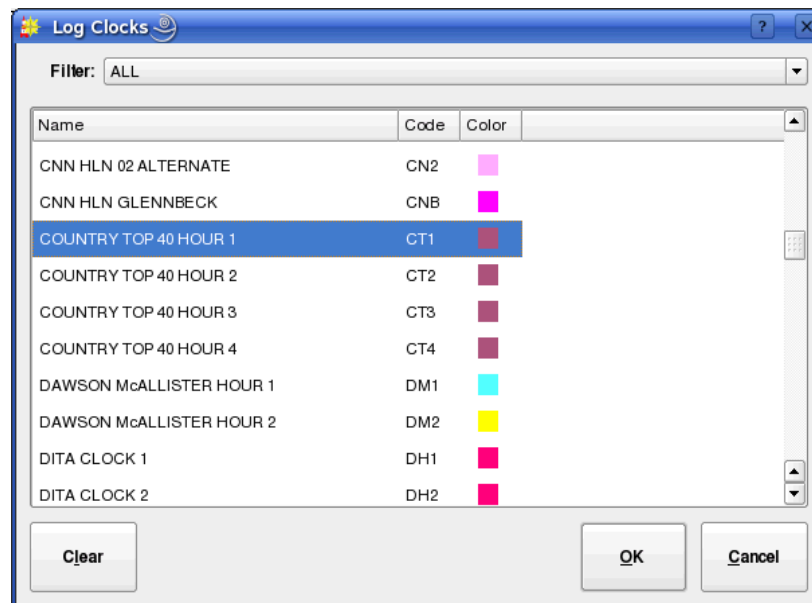 Log Clocks
?
Filter: ALL
Name Code Color
CNN HLN 02 ALTERNATE CN2
CNN HLN GLENNBECK CNB
COUNTRY TOP 40 HOUR 1 CT1
COUNTRY TOP 40 HOUR 2 CT2
COUNTRY TOP 40 HOUR 3 CT3
COUNTRY TOP 40 HOUR 4 CT4
DAWSON McALLISTER HOUR 1 DM1
DAWSON McALLISTER HOUR 2 DM2
DITA CLOCK 1 DH1
DITA CLOCK 2 DH2
Clear OK Cancel